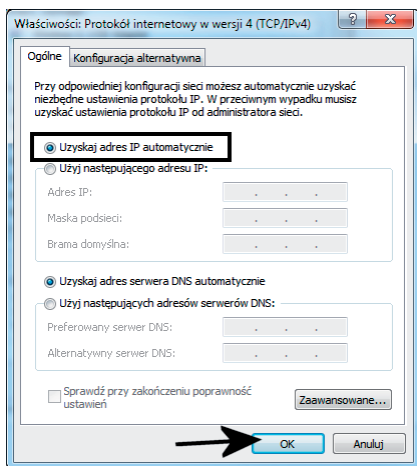 Właściwości: Protokół internetowy w wersji 4 (TCP/IPv4)
Ogólne Konfiguracja alternatywna
Przy odpowiedniej konfiguracji sieci możesz automatycznie uzyskać
niezbędne ustawienia protokołu IP. W przeciwnym wypadku musisz
uzyskać ustawienia protokołu IP od administratora sieci.
Uzyskaj adres IP automatycznie
Użyj następującego adresu IP:
Adres IP:
Maska podsieci:
Brama domyślna:
Uzyskaj adres serwera DNS automatycznie
Użyj następujących adresów serwerów DNS:
Preferowany serwer DNS:
Alternatywny serwer DNS:
Sprawdź przy zakończeniu poprawność
ustawień
Zaawansowane...
OK Anuluj